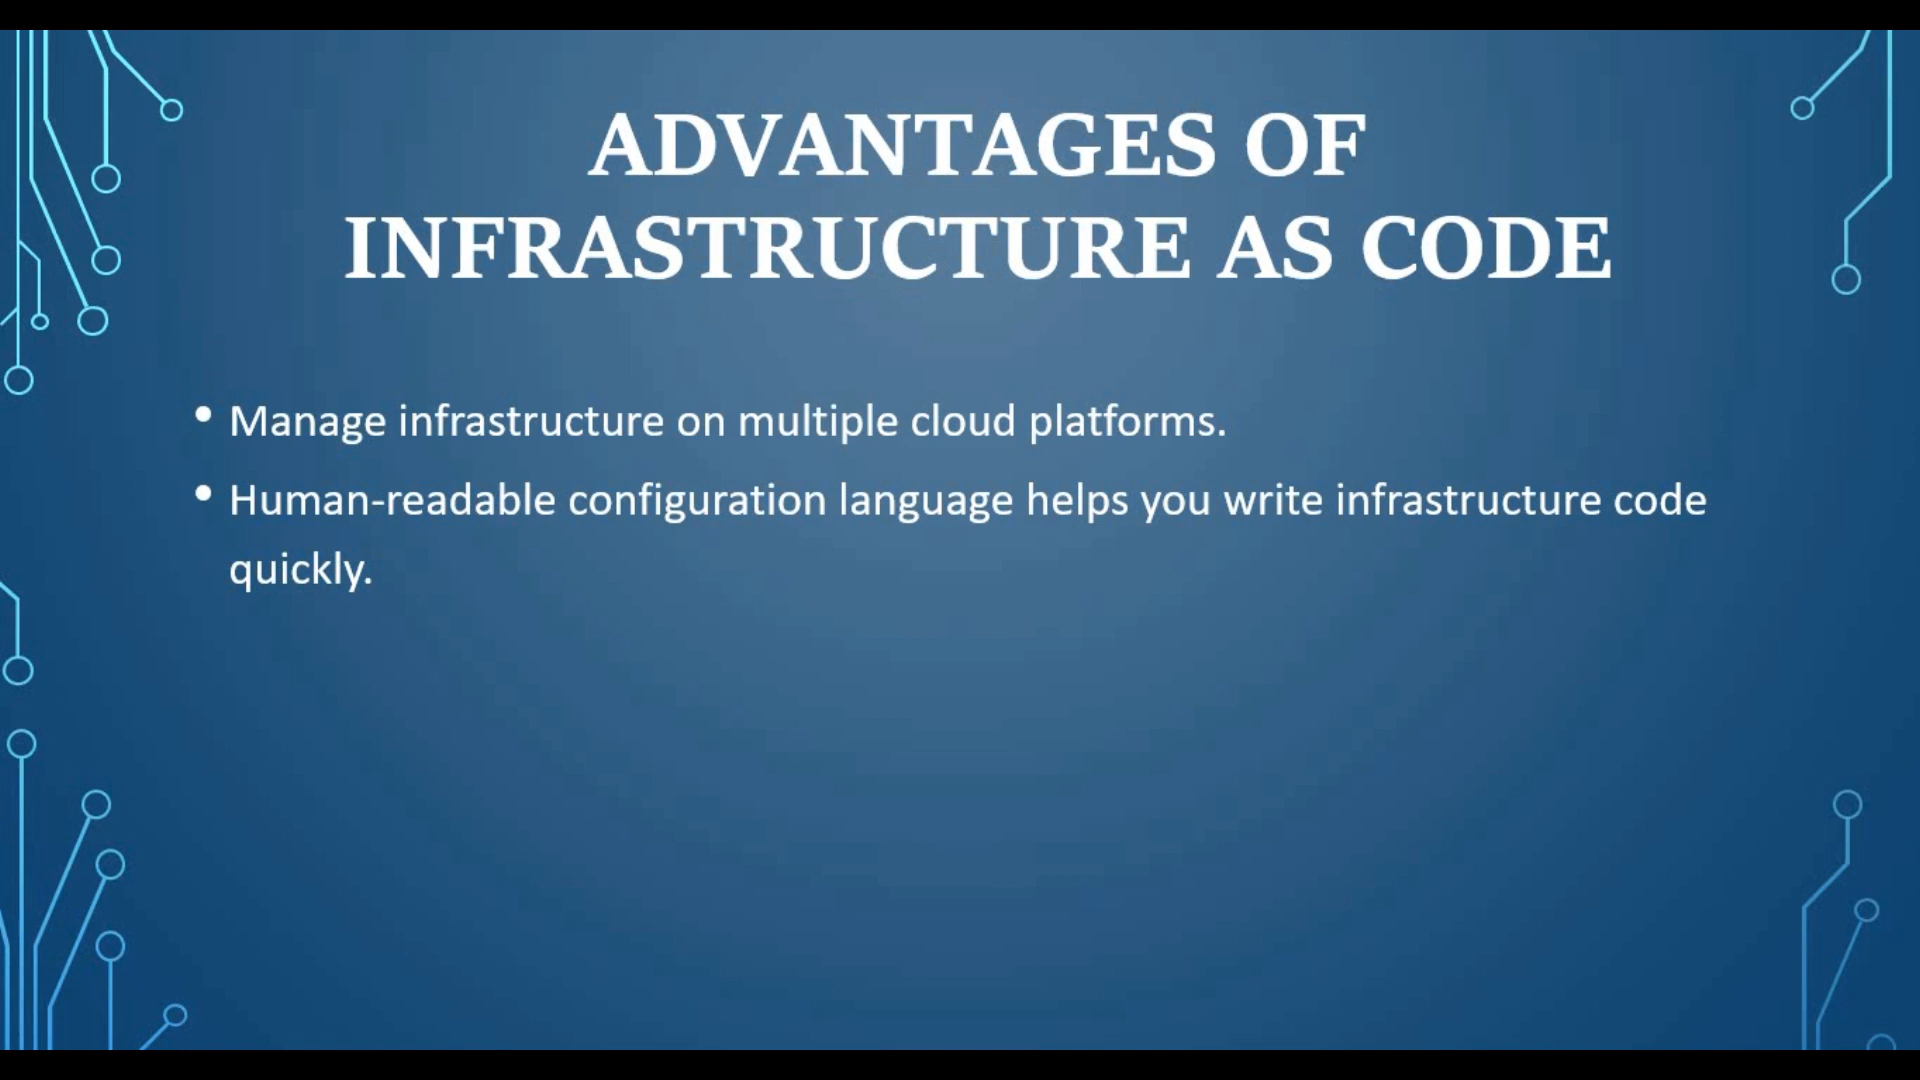 ADVANTAGES OF
INFRASTRUCTURE AS CODE
• Manage infrastructure on multiple cloud platforms.
• Human-readable configuration language helps you write infrastructure code
quickly.